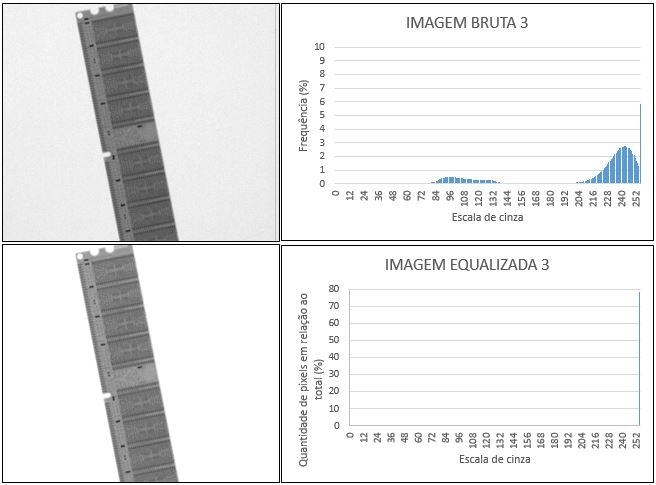 IMAGEM BRUTA 3
Frequência (%)
10
9
8
7
6
5
4
3
2
1
0
0 12 24 36 48 60 72 84 96 108 120 132 144 156 168 180 192 204 216 228 240 252
Escala de cinza
IMAGEM EQUALIZADA 3
Quantidade de pixels em relação ao
total (%)
80
70
60
50
40
30
20
10
0
0 12 24 36 48 60 72 84 96 108 120 132 144 156 168 180 192 204 216 228 240 252
Escala de cinza